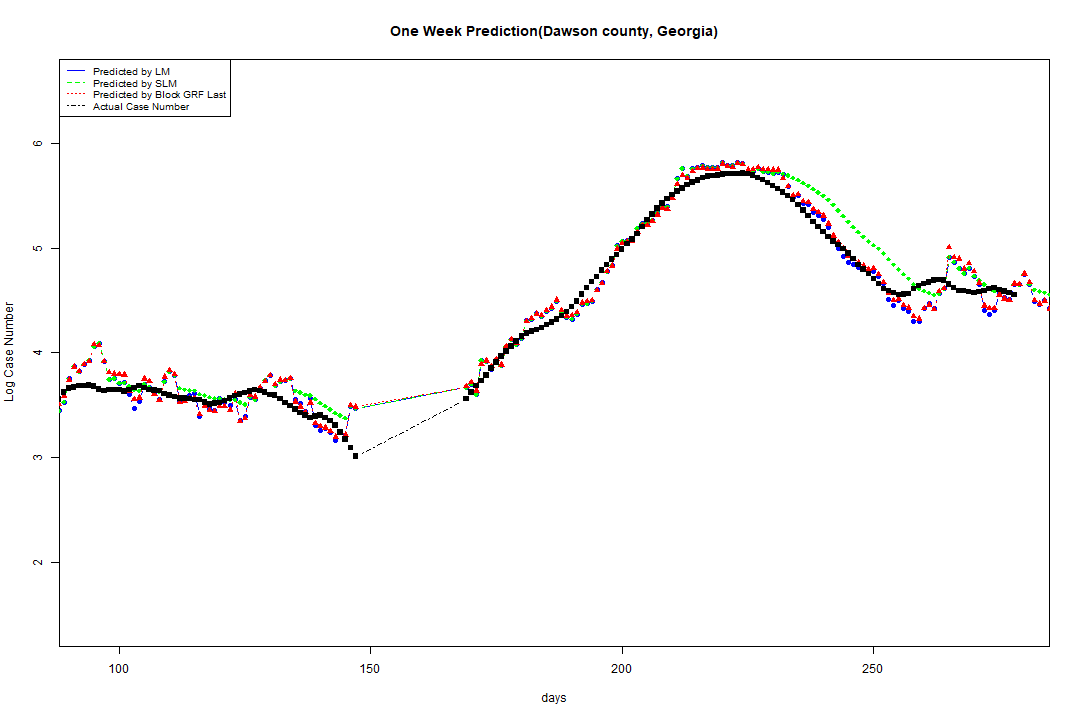 One Week Prediction(Dawson county, Georgia)
Predicted by LM
Predicted by SLM
Predicted by Block GRF Last
Actual Case Number
6
5
4
3
2
Log Case Number
100 150 200 250
days